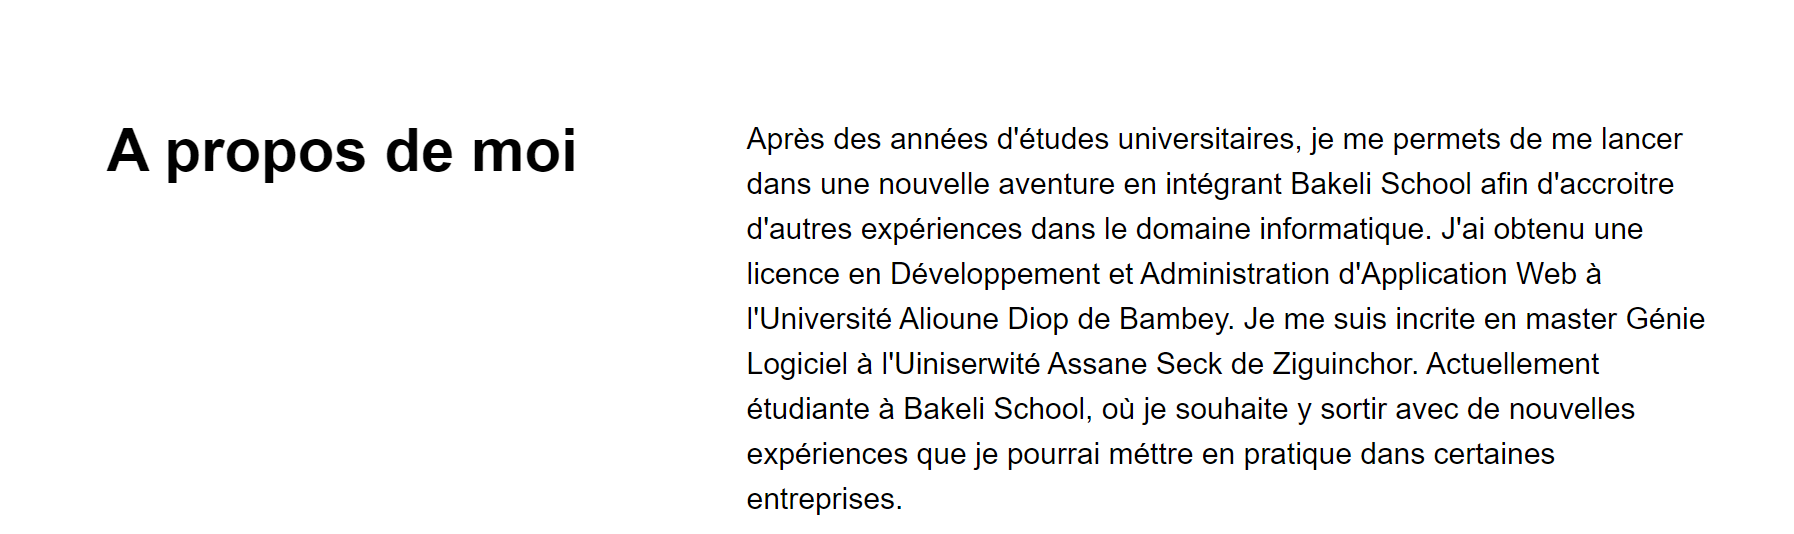 A propos de moi
Après des années d'études universitaires, je me permets de me lancer
dans une nouvelle aventure en intégrant Bakeli School afin d'accroitre
d'autres expériences dans le domaine informatique. J'ai obtenu une
licence en Développement et Administration d'Application Web à
l'Université Alioune Diop de Bambey. Je me suis incrite en master Génie
Logiciel à l'Uiniserwité Assane Seck de Ziguinchor. Actuellement
étudiante à Bakeli School, où je souhaite y sortir avec de nouvelles
expériences que je pourrai méttre en pratique dans certaines
entreprises.